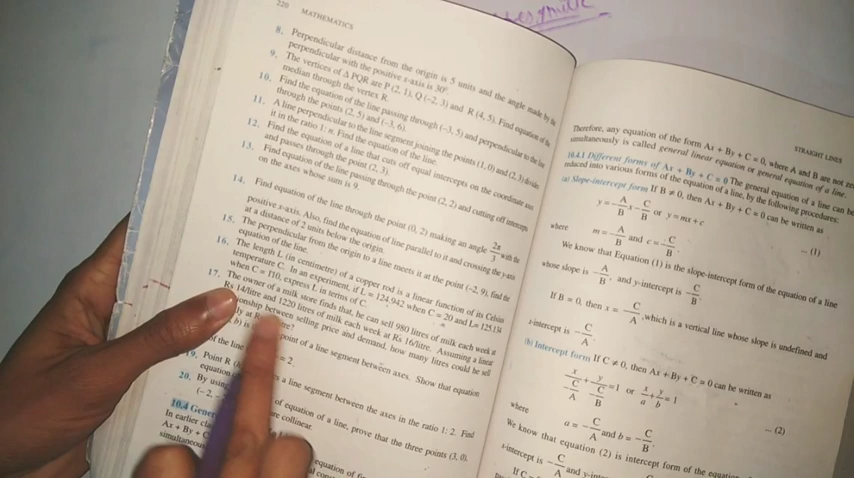 220 MATHEMATICS
8. Perpendicular distance from the origin is 5 units and the angle made by the
perpendicular with the positive x-axis is 30°.
9. The vertices of Δ PQR are P (2, 1), Q (–2, 3) and R (4, 5). Find equation of the
median through the vertex R.
10. Find the equation of the line passing through (–3, 5) and perpendicular to the line
through the points (2, 5) and (–3, 6).
11. A line perpendicular to the line segment joining the points (1, 0) and (2, 3) divides
it in the ratio 1: n. Find the equation of the line.
12. Find the equation of a line that cuts off equal intercepts on the coordinate axes
and passes through the point (2, 3).
13. Find equation of the line passing through the point (2, 2) and cutting off intercepts
on the axes whose sum is 9.
14. Find equation of the line through the point (0, 2) making an angle 2π/3 with the
positive x-axis. Also, find the equation of line parallel to it and crossing the y-axis
at a distance of 2 units below the origin.
15. The perpendicular from the origin to a line meets it at the point (–2, 9), find the
equation of the line.
16. The length L (in centimetre) of a copper rod is a linear function of its Celsius
temperature C. In an experiment, if L = 124.942 when C = 20 and L= 125.134
when C = 110, express L in terms of C.
17. The owner of a milk store finds that, he can sell 980 litres of milk each week at
Rs 14/litre and 1220 litres of milk each week at Rs 16/litre. Assuming a linear
ionship between selling price and demand, how many litres could be sell
ly at litre?
, b) is point of a line segment between axes. Show that equation
of the line = 2.
19. Point R a line segment between the axes in the ratio 1: 2. Find
equation
20. By using of equation of a line, prove that the three points (3, 0),
(–2, – are collinear.
10.4 Gener
In earlier equation of fi
Ax + By + C
simultaneous
STRAIGHT LINES
Therefore, any equation of the form Ax + By + C = 0, where A and B are not
simultaneously is called general linear equation or general equation of a line.
10.4.1 Different forms of Ax + By + C = 0 The general equation of a line can be
reduced into various forms of the equation of a line, by the following procedures:
(a) Slope-intercept form If B ≠ 0, then Ax + By + C = 0 can be written as
y = – A/B x – C/B or y = mx + c ... (1)
where m = – A/B and c = – C/B.
We know that Equation (1) is the slope-intercept form of the equation of a line
whose slope is – A/B, and y-intercept is – C/B.
If B = 0, then x = – C/A, which is a vertical line whose slope is undefined and
x-intercept is – C/A.
(b) Intercept form If C ≠ 0, then Ax + By + C = 0 can be written as
x/(–C/A) + y/(–C/B) = 1 or x/a + y/b = 1 ... (2)
where a = – C/A and b = – C/B.
We know that equation (2) is intercept form of the equation
x-intercept is – C/A and y-inte
If C